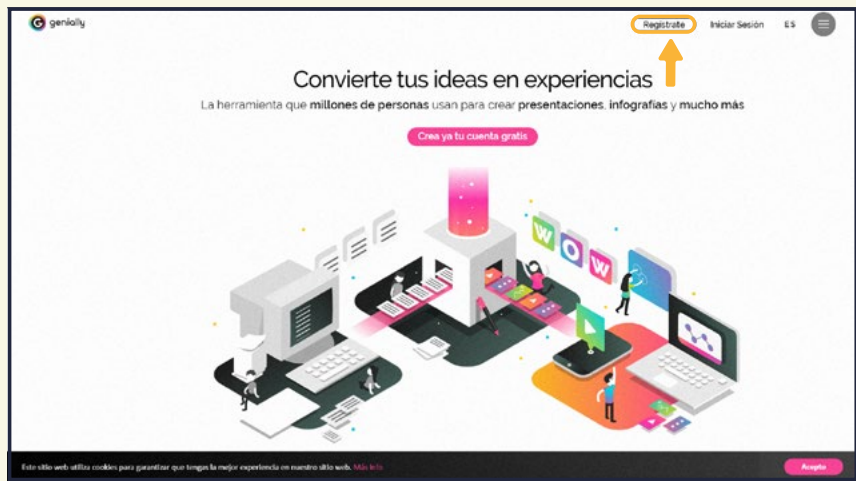 genially
Regístrate
Iniciar Sesión
ES
Convierte tus ideas en experiencias
La herramienta que millones de personas usan para crear presentaciones, infografías y mucho más
Crea ya tu cuenta gratis
WOW
Este sitio web utiliza cookies para garantizar que tengas la mejor experiencia en nuestro sitio web. Más info
Acepto